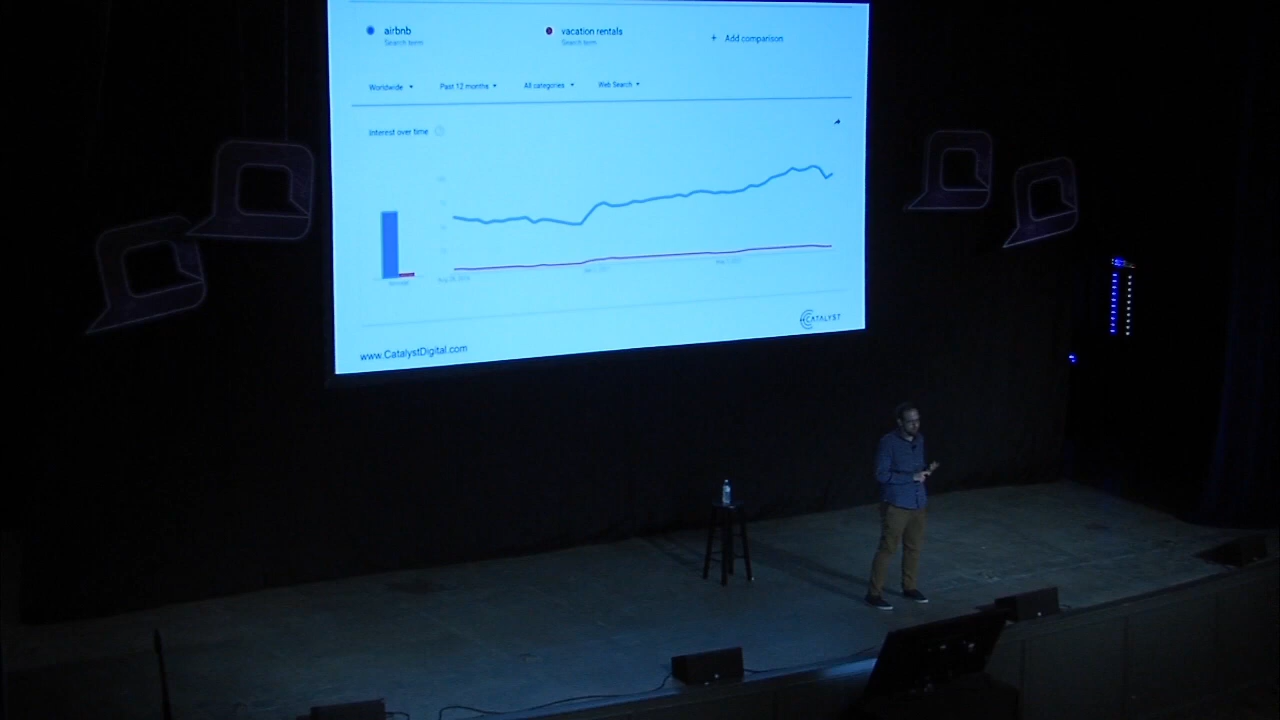 airbnb
Search term
vacation rentals
Search term
+ Add comparison
Worldwide
Past 12 months
All categories
Web Search
Interest over time
CATALYST
www.CatalystDigital.com